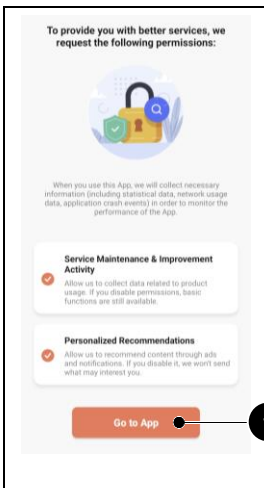 To provide you with better services, we
request the following permissions:
When you use this App, we will collect necessary
information (including statistical data, network usage
data, application crash events) in order to monitor the
performance of the App.
Service Maintenance & Improvement
Activity
Allow us to collect data related to product
usage. If you disable permissions, basic
functions are still available.
Personalized Recommendations
Allow us to recommend content through ads
and notifications. If you disable it, we won't send
what may interest you.
Go to App